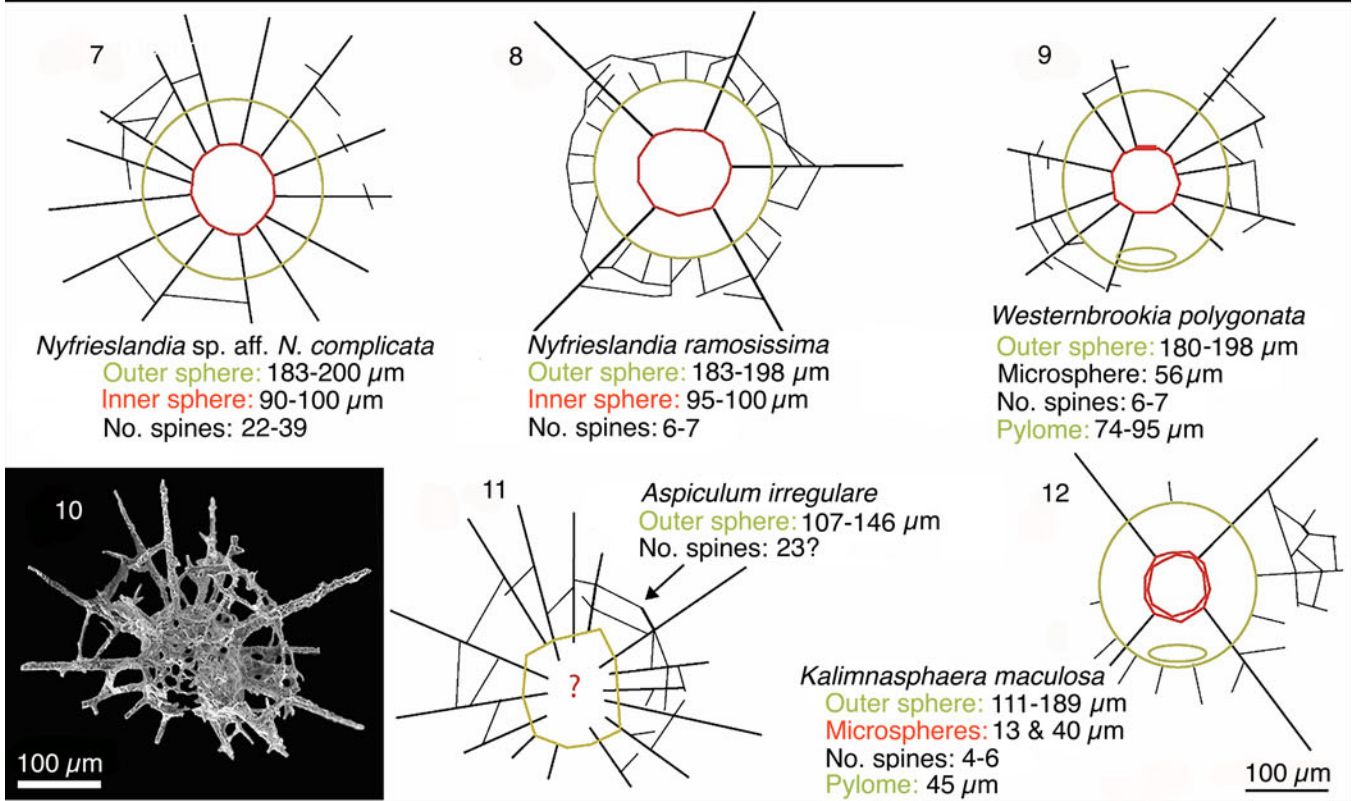 7
Nyfrieslandia sp. aff. N. complicata
Outer sphere: 183-200 µm
Inner sphere: 90-100 µm
No. spines: 22-39
8
Nyfrieslandia ramosissima
Outer sphere: 183-198 µm
Inner sphere: 95-100 µm
No. spines: 6-7
9
Westernbrookia polygonata
Outer sphere: 180-198 µm
Microsphere: 56 µm
No. spines: 6-7
Pylome: 74-95 µm
10
100 µm
11
Aspiculum irregulare
Outer sphere: 107-146 µm
No. spines: 23?
?
12
Kalimnasphaera maculosa
Outer sphere: 111-189 µm
Microspheres: 13 & 40 µm
No. spines: 4-6
Pylome: 45 µm
100 µm